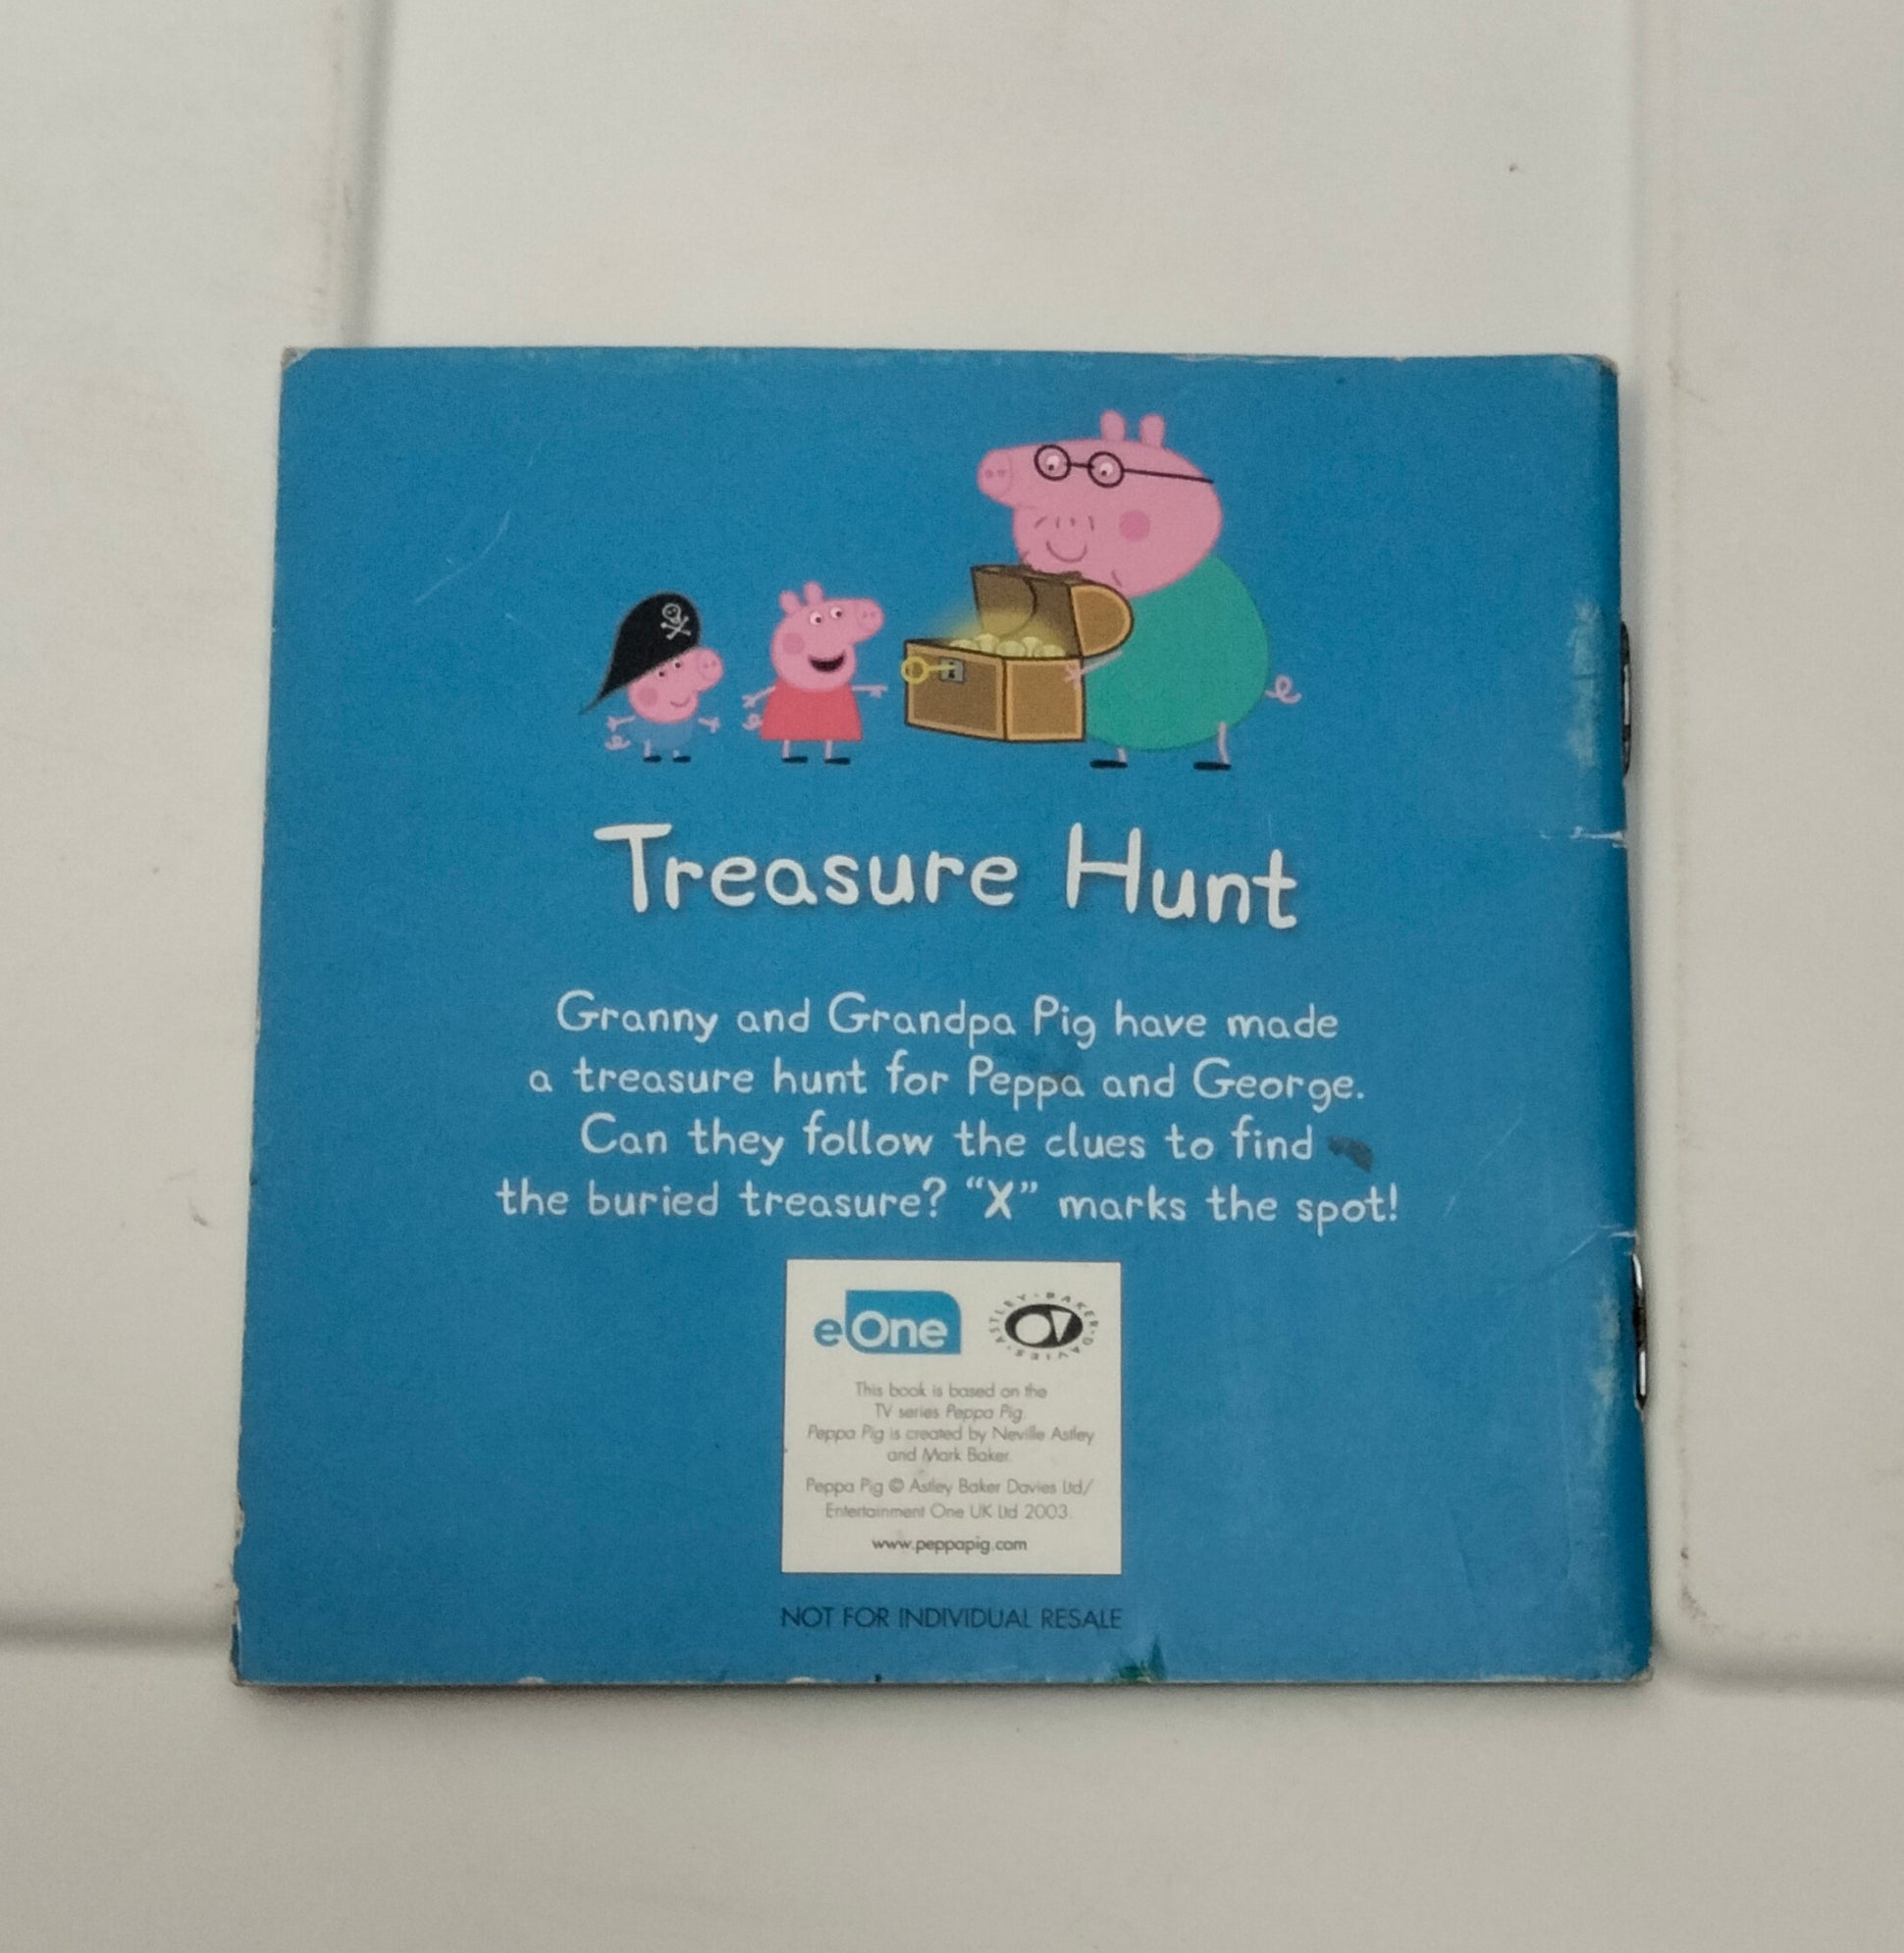 Treasure Hunt
Granny and Grandpa Pig have made
a treasure hunt for Peppa and George.
Can they follow the clues to find
the buried treasure? “X” marks the spot!
eOne
ASTLEY·BAKER·DAVIES·
This book is based on the
TV series Peppa Pig.
Peppa Pig is created by Neville Astley
and Mark Baker.
Peppa Pig © Astley Baker Davies Ltd/
Entertainment One UK Ltd 2003.
www.peppapig.com
NOT FOR INDIVIDUAL RESALE